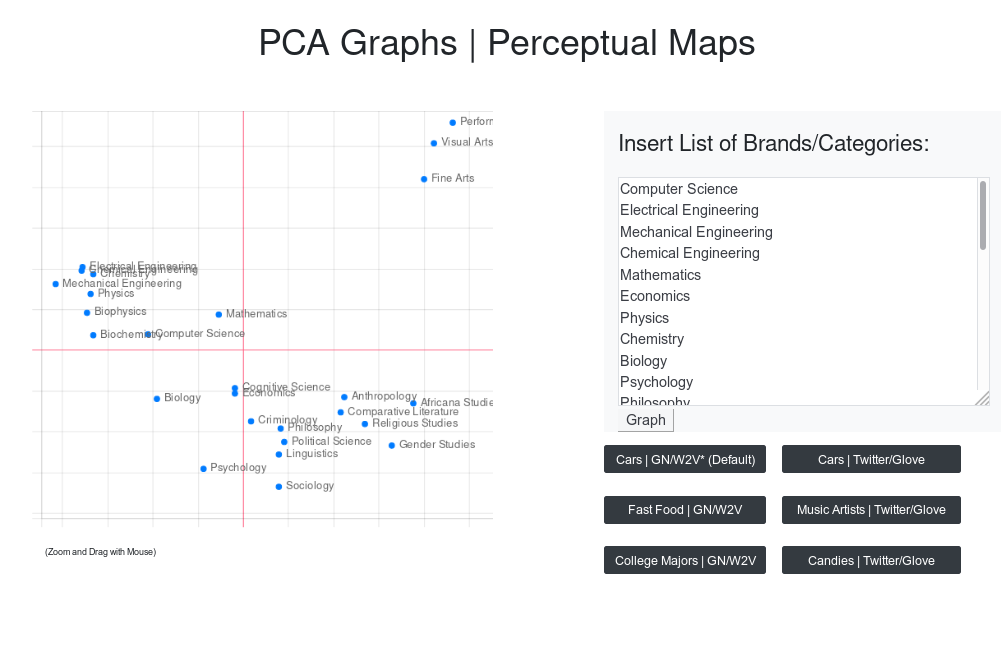 PCA Graphs | Perceptual Maps
Perform
Visual Arts
Fine Arts
Electrical Engineering
Chemical Engineering
Chemistry
Mechanical Engineering
Physics
Biophysics
Mathematics
Biochemistry
Computer Science
Cognitive Science
Economics
Biology
Anthropology
Africana Studie
Comparative Literature
Criminology
Religious Studies
Philosophy
Political Science
Gender Studies
Linguistics
Psychology
Sociology
(Zoom and Drag with Mouse)
Insert List of Brands/Categories:
Computer Science
Electrical Engineering
Mechanical Engineering
Chemical Engineering
Mathematics
Economics
Physics
Chemistry
Biology
Psychology
Philosophy
Graph
Cars | GN/W2V* (Default)
Cars | Twitter/Glove
Fast Food | GN/W2V
Music Artists | Twitter/Glove
College Majors | GN/W2V
Candies | Twitter/Glove